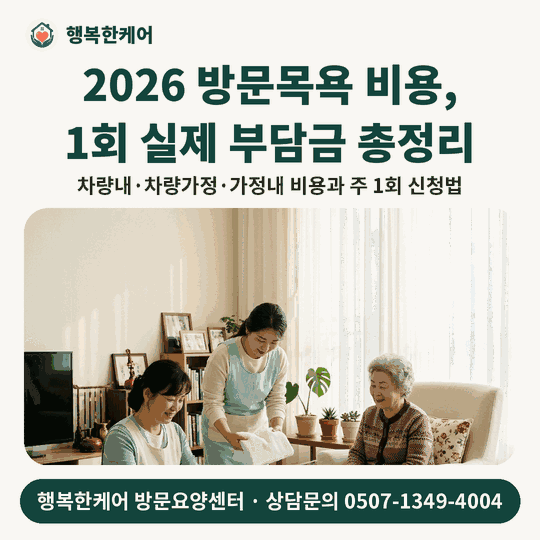 행복한케어
2026 방문목욕 비용,
1회 실제 부담금 총정리
차량내·차량가정·가정내 비용과 주 1회 신청법
행복한케어 방문요양센터 · 상담문의 0507-1349-4004